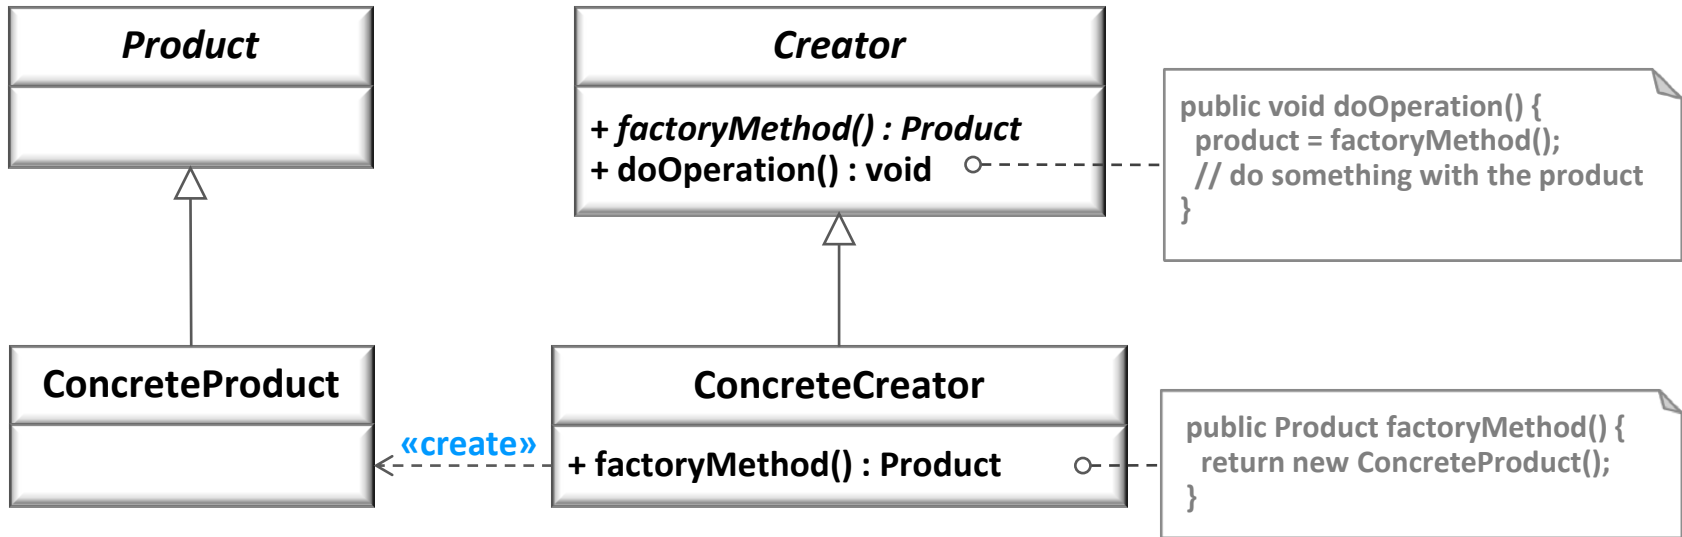 Product
Creator
+ factoryMethod() : Product
+ doOperation() : void
public void doOperation() {
product = factoryMethod();
// do something with the product
}
ConcreteProduct
ConcreteCreator
«create»
+ factoryMethod() : Product
public Product factoryMethod() {
return new ConcreteProduct();
}